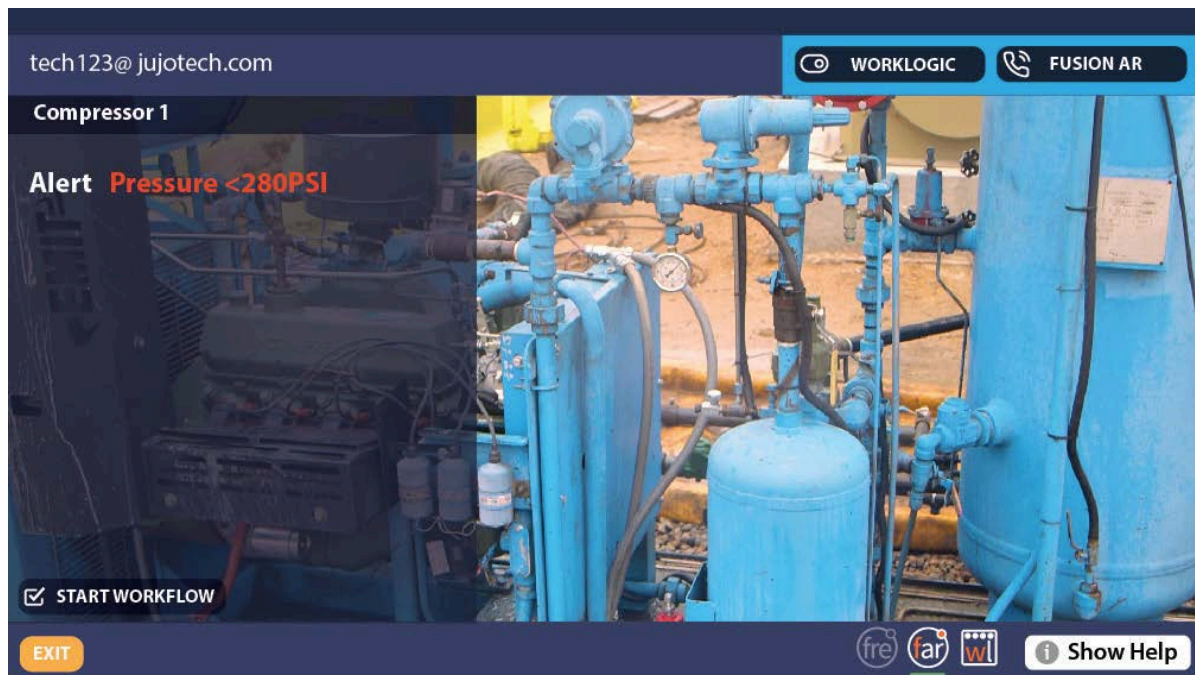 tech123@ jujotech.com
WORKLOGIC
FUSION AR
Compressor 1
Alert Pressure <280PSI
START WORKFLOW
EXIT
fre
far
wl
i Show Help